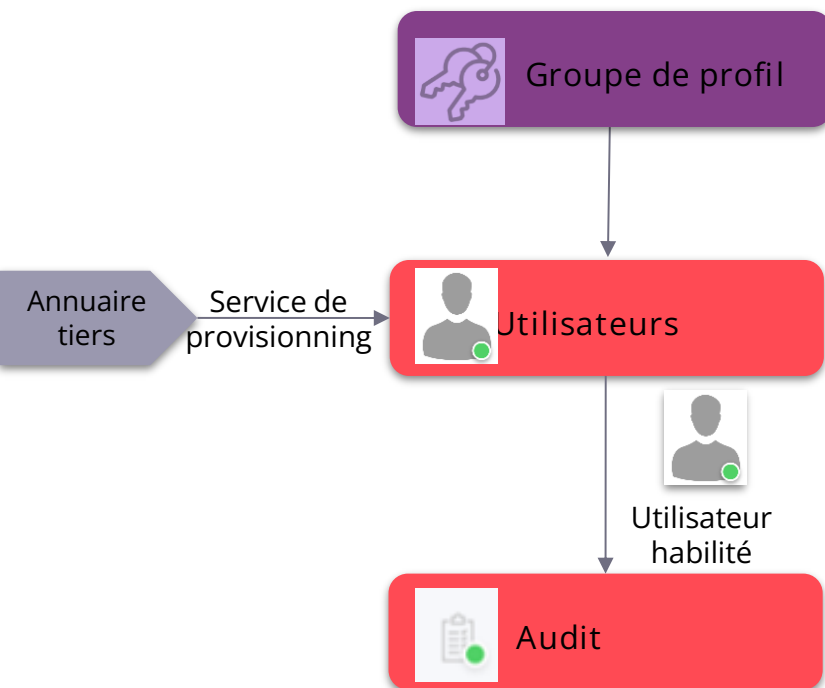 Groupe de profil
Annuaire
tiers
Service de
provisionning
Utilisateurs
Utilisateur
habilité
Audit